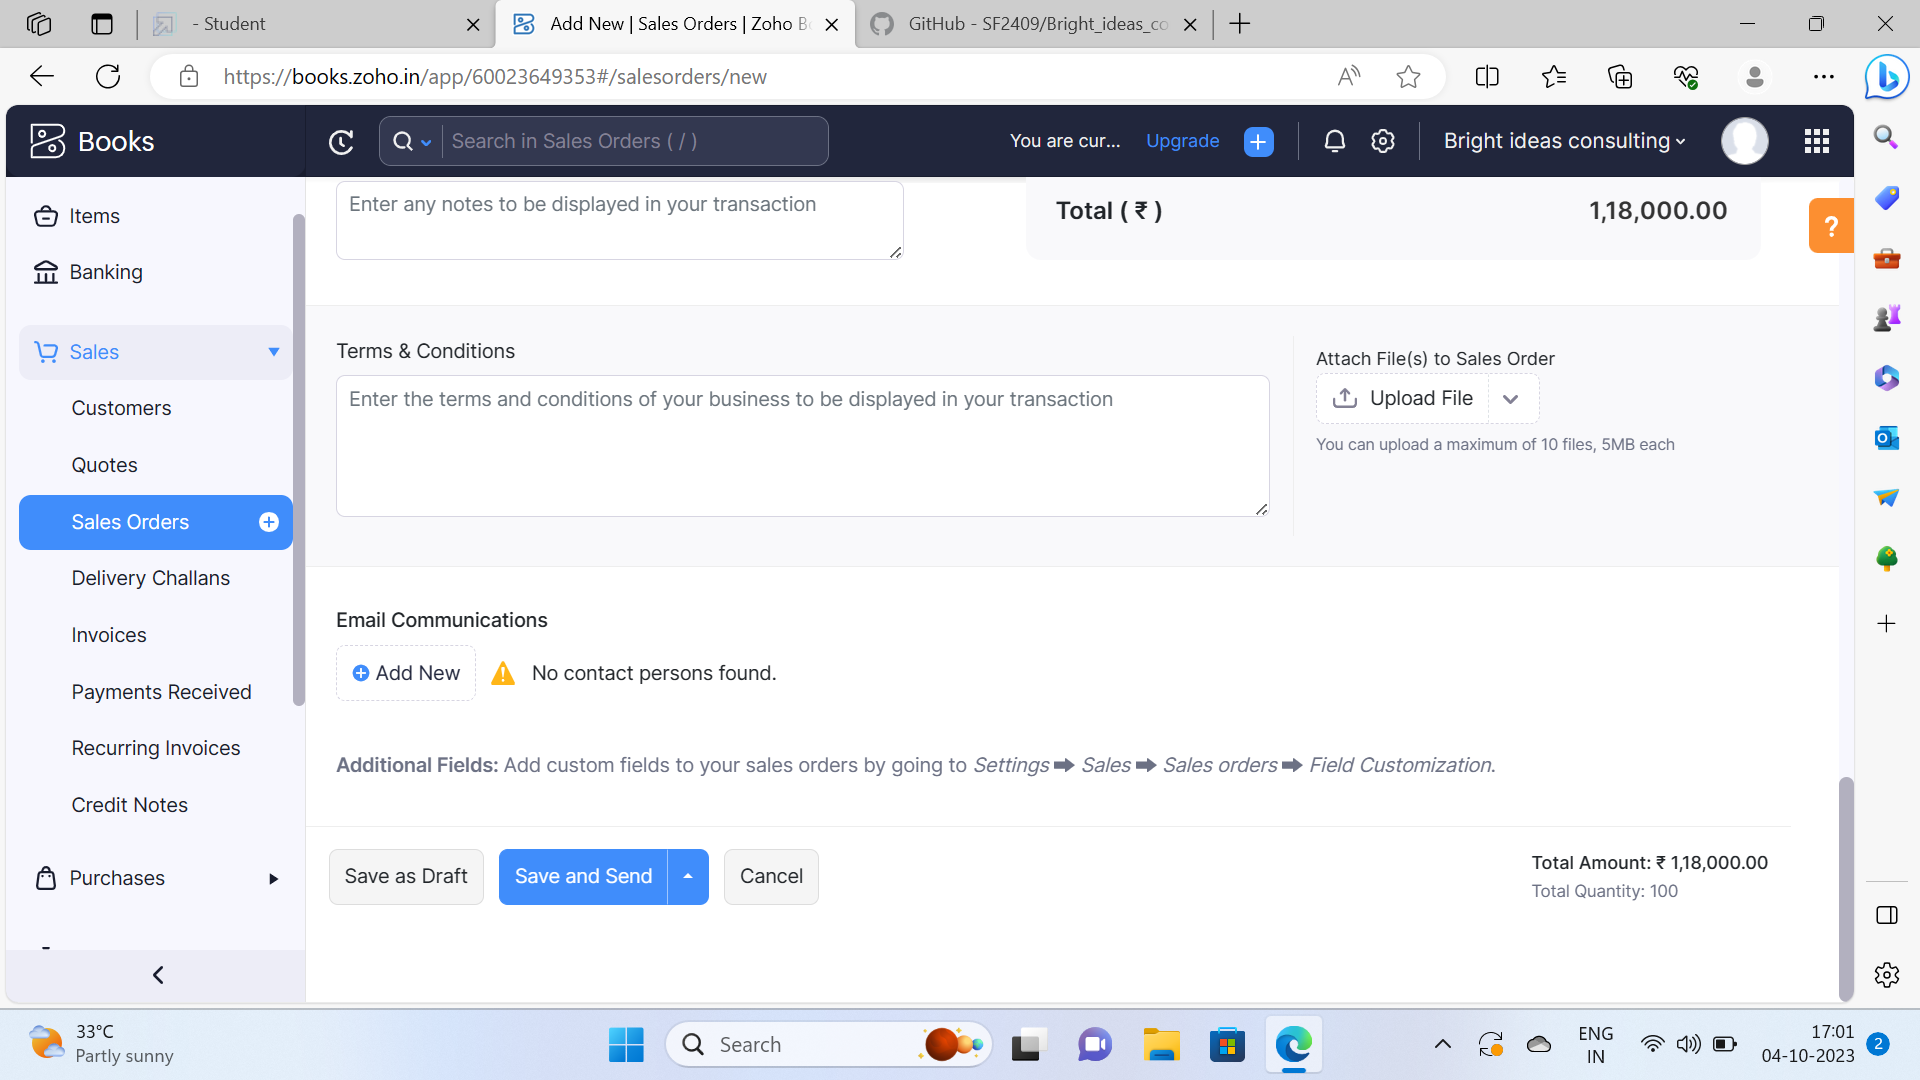 - Student
Add New | Sales Orders | Zoho B
GitHub - SF2409/Bright_ideas_co
https://books.zoho.in/app/60023649353#/salesorders/new
Books
Search in Sales Orders ( / )
You are cur...
Upgrade
Bright ideas consulting
Items
Banking
Sales
Customers
Quotes
Sales Orders
Delivery Challans
Invoices
Payments Received
Recurring Invoices
Credit Notes
Purchases
Enter any notes to be displayed in your transaction
Total ( ₹ )
1,18,000.00
?
Terms & Conditions
Enter the terms and conditions of your business to be displayed in your transaction
Attach File(s) to Sales Order
Upload File
You can upload a maximum of 10 files, 5MB each
Email Communications
Add New
No contact persons found.
Additional Fields: Add custom fields to your sales orders by going to Settings ➡ Sales ➡ Sales orders ➡ Field Customization.
Save as Draft
Save and Send
Cancel
Total Amount: ₹ 1,18,000.00
Total Quantity: 100
33°C
Partly sunny
Search
ENG
IN
17:01
04-10-2023
2